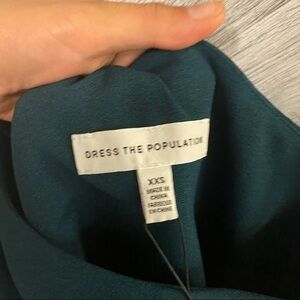 DRESS THE POPULATION
XXS
MADE IN
CHINA
FABRIQUÉ
EN CHINE